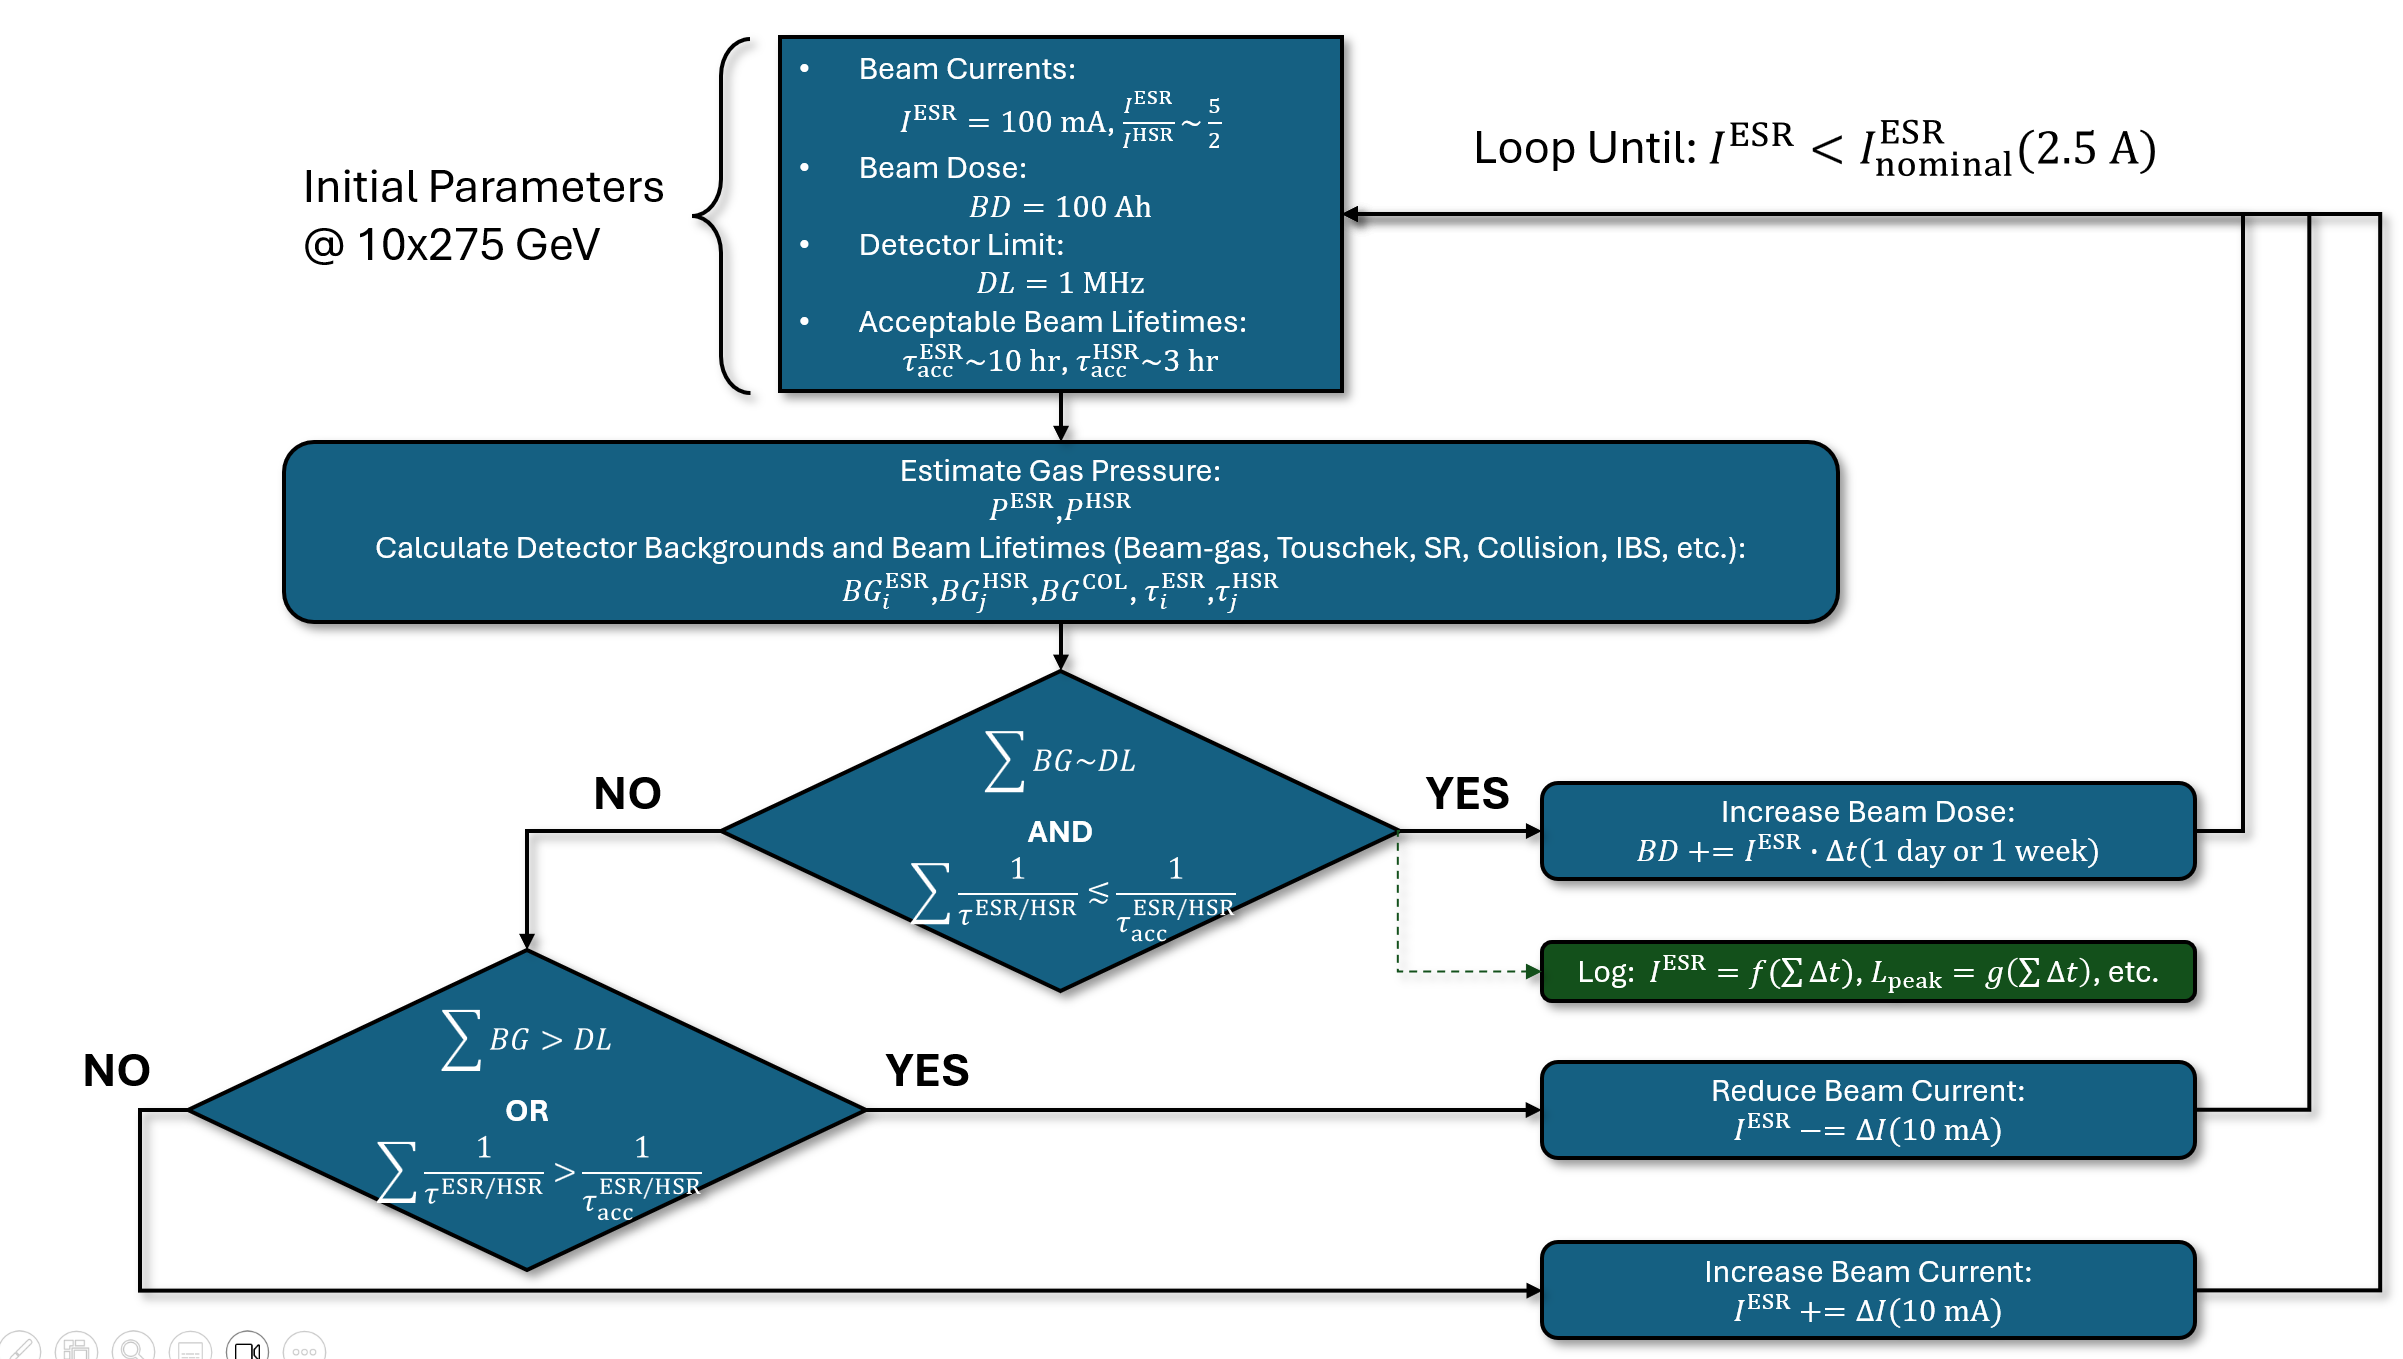 Initial Parameters
@ 10x275 GeV
• Beam Currents:
I^ESR = 100 mA, I^ESR/I^HSR ~ 5/2
• Beam Dose:
BD = 100 Ah
• Detector Limit:
DL = 1 MHz
• Acceptable Beam Lifetimes:
τ_acc^ESR~10 hr, τ_acc^HSR~3 hr
Loop Until: I^ESR < I_nominal^ESR(2.5 A)
Estimate Gas Pressure:
P^ESR,P^HSR
Calculate Detector Backgrounds and Beam Lifetimes (Beam-gas, Touschek, SR, Collision, IBS, etc.):
BG_i^ESR,BG_j^HSR,BG^COL, τ_i^ESR,τ_j^HSR
∑ BG~DL
AND
∑ 1/τ^ESR/HSR ≲ 1/τ_acc^ESR/HSR
NO
YES
Increase Beam Dose:
BD += I^ESR · Δt(1 day or 1 week)
Log: I^ESR = f(∑ Δt), L_peak = g(∑ Δt), etc.
∑ BG > DL
OR
∑ 1/τ^ESR/HSR > 1/τ_acc^ESR/HSR
NO
YES
Reduce Beam Current:
I^ESR −= ΔI(10 mA)
Increase Beam Current:
I^ESR += ΔI(10 mA)